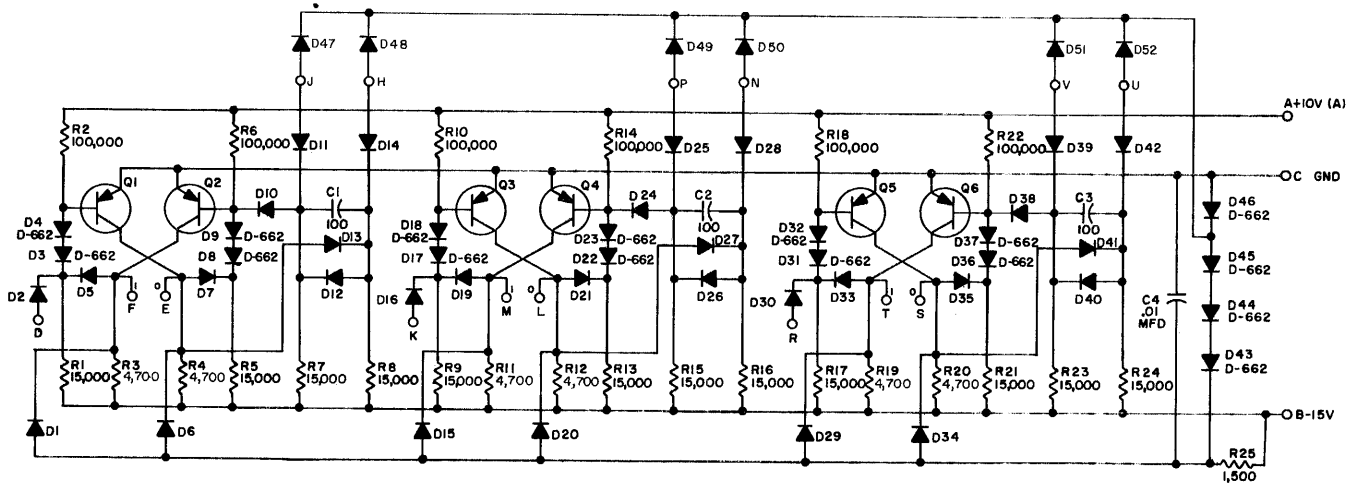 D47
D48
D49
D50
D51
D52
J
H
P
N
V
U
A+10V (A)
R2
100,000
R6
100,000
D11
D14
R10
100,000
R14
100,000
D25
D28
R18
100,000
R22
100,000
D39
D42
C GND
Q1
Q2
D10
C1
100
Q3
Q4
D24
C2
100
Q5
Q6
D38
C3
100
D46
D-662
D4
D-662
D9
D-662
D13
D18
D-662
D23
D-662
D27
D32
D-662
D37
D-662
D41
D3
D-662
D8
D-662
D17
D-662
D22
D-662
D31
D-662
D36
D-662
D45
D-662
D2
D5
D7
D12
D16
D19
D21
D26
D30
D33
D35
D40
D44
D-662
D
1
F
0
E
K
1
M
0
L
R
1
T
0
S
C4
.01
MFD
D43
D-662
R1
15,000
R3
4,700
R4
4,700
R5
15,000
R7
15,000
R8
15,000
R9
15,000
R11
4,700
R12
4,700
R13
15,000
R15
15,000
R16
15,000
R17
15,000
R19
4,700
R20
4,700
R21
15,000
R23
15,000
R24
15,000
B-15V
D1
D6
D15
D20
D29
D34
R25
1,500